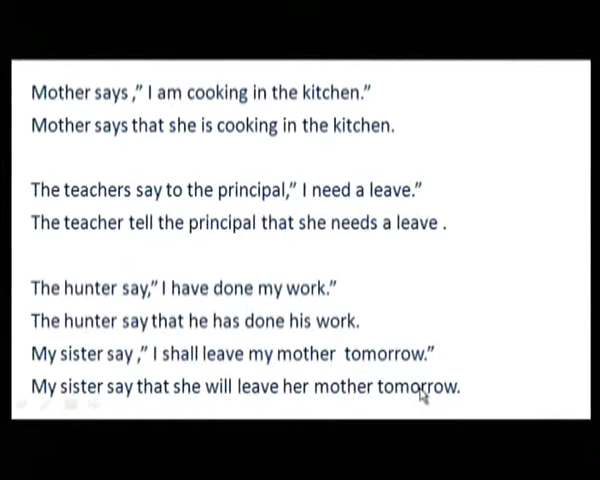 Mother says ,” I am cooking in the kitchen.”
Mother says that she is cooking in the kitchen.
The teachers say to the principal,” I need a leave.”
The teacher tell the principal that she needs a leave .
The hunter say,” I have done my work.”
The hunter say that he has done his work.
My sister say ,” I shall leave my mother  tomorrow.”
My sister say that she will leave her mother tomorrow.